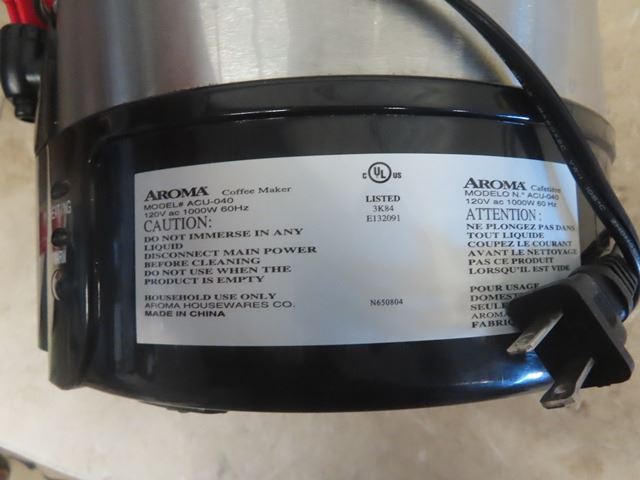 AROMA Coffee Maker
MODEL# ACU-040
120V ac 1000W 60Hz
CAUTION:
DO NOT IMMERSE IN ANY
LIQUID
DISCONNECT MAIN POWER
BEFORE CLEANING
DO NOT USE WHEN THE
PRODUCT IS EMPTY
HOUSEHOLD USE ONLY
AROMA HOUSEWARES CO.
MADE IN CHINA
C UL US
LISTED
3K84
E132091
N650804
AROMA Cafetière
MODELO N.° ACU-040
120V ac 1000W 60 Hz
ATTENTION :
NE PLONGEZ PAS DANS
TOUT LIQUIDE
COUPEZ LE COURANT
AVANT LE NETTOYAGE
PAS CE PRODUIT
LORSQU'IL EST VIDE
POUR USAGE
SEULE
AROMA